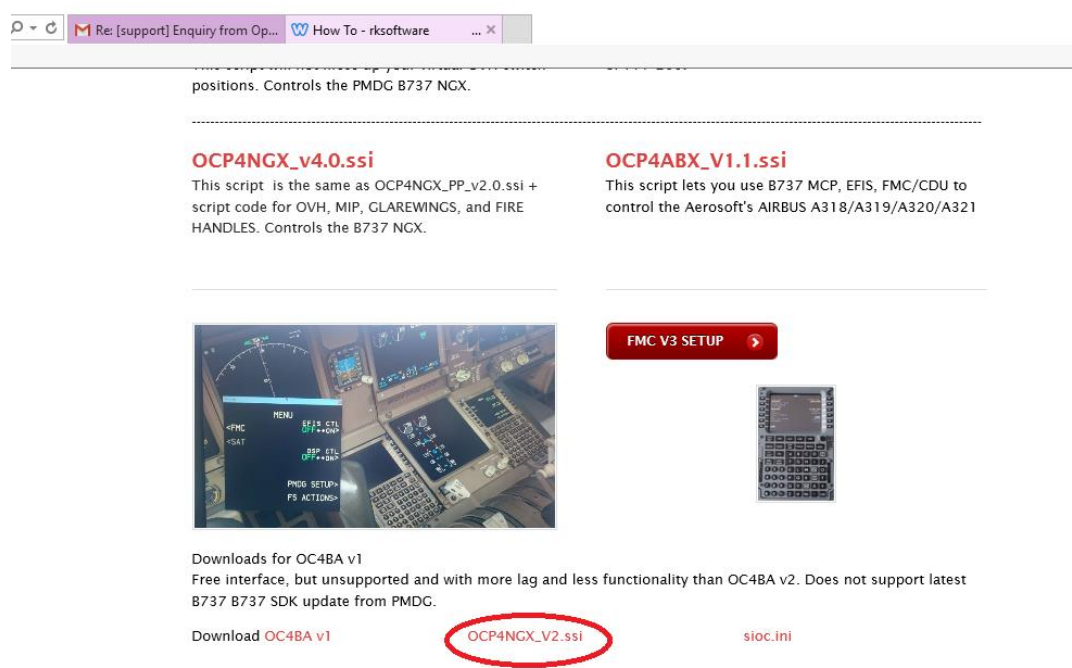 Re: [support] Enquiry from Op...
How To - rksoftware ...
positions. Controls the PMDG B737 NGX.
OCP4NGX_v4.0.ssi
This script is the same as OCP4NGX_PP_v2.0.ssi +
script code for OVH, MIP, GLAREWINGS, and FIRE
HANDLES. Controls the B737 NGX.
OCP4ABX_V1.1.ssi
This script lets you use B737 MCP, EFIS, FMC/CDU to
control the Aerosoft's AIRBUS A318/A319/A320/A321
MENU
<FMC
EFIS CTL
OFF↔ON>
<SAT
DSP CTL
OFF↔ON>
PMDG SETUP>
FS ACTIONS>
FMC V3 SETUP
Downloads for OC4BA v1
Free interface, but unsupported and with more lag and less functionality than OC4BA v2. Does not support latest
B737 B737 SDK update from PMDG.
Download OC4BA v1 OCP4NGX_V2.ssi sioc.ini